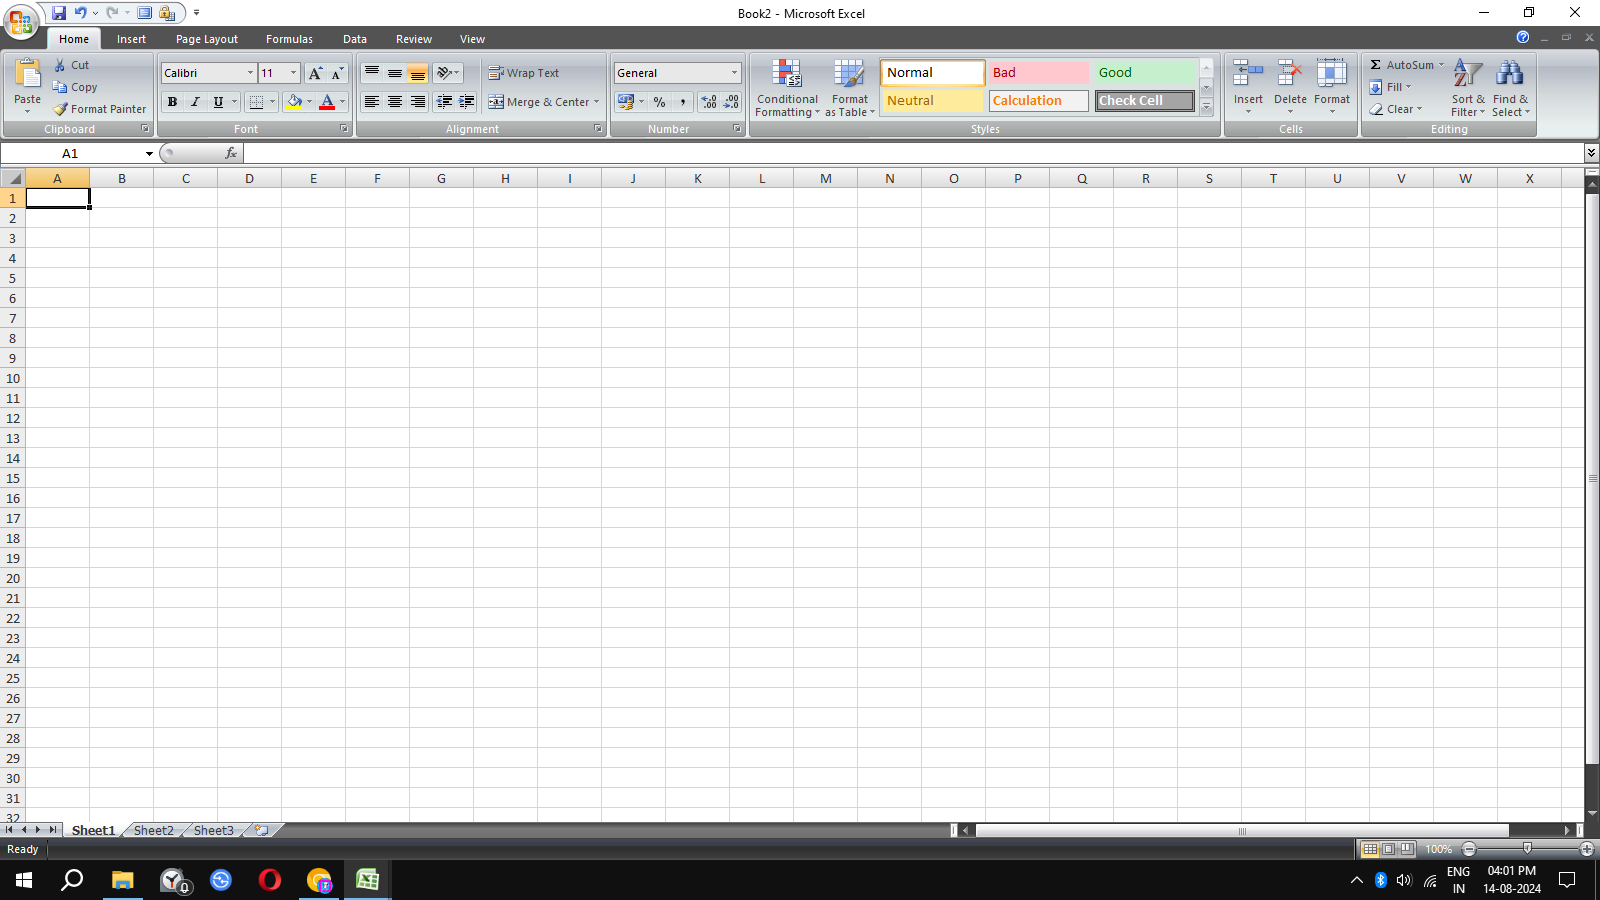 Book2 - Microsoft Excel
Home Insert Page Layout Formulas Data Review View
Paste Cut Copy Format Painter
Clipboard
Calibri 11 A A
B I U A
Font
Wrap Text
Merge & Center
Alignment
General
% , .00 .00
Number
Conditional Formatting Format as Table
Normal Bad Good
Neutral Calculation Check Cell
Styles
Insert Delete Format
Cells
Σ AutoSum
Fill
Clear
Sort & Filter Find & Select
Editing
A1 fx
A B C D E F G H I J K L M N O P Q R S T U V W X
1
2
3
4
5
6
7
8
9
10
11
12
13
14
15
16
17
18
19
20
21
22
23
24
25
26
27
28
29
30
31
32
Sheet1 Sheet2 Sheet3
Ready 100%
ENG 04:01 PM
IN 14-08-2024